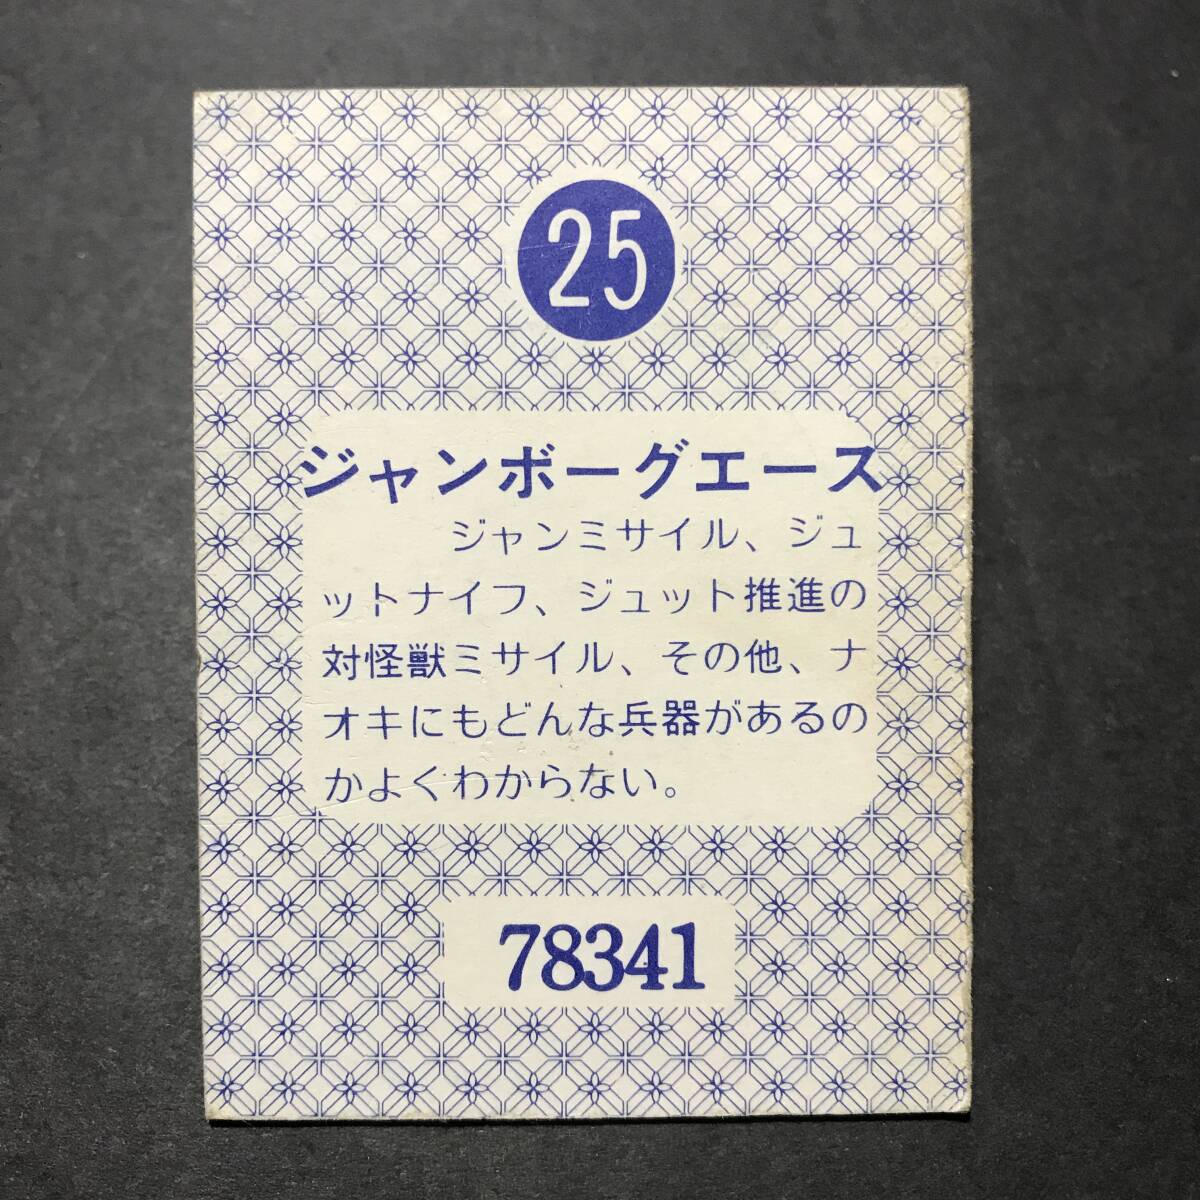 25
ジャンボーグエース
ジャンミサイル、ジュ
ットナイフ、ジュット推進の
対怪獣ミサイル、その他、ナ
オキにもどんな兵器があるの
かよくわからない。
78341